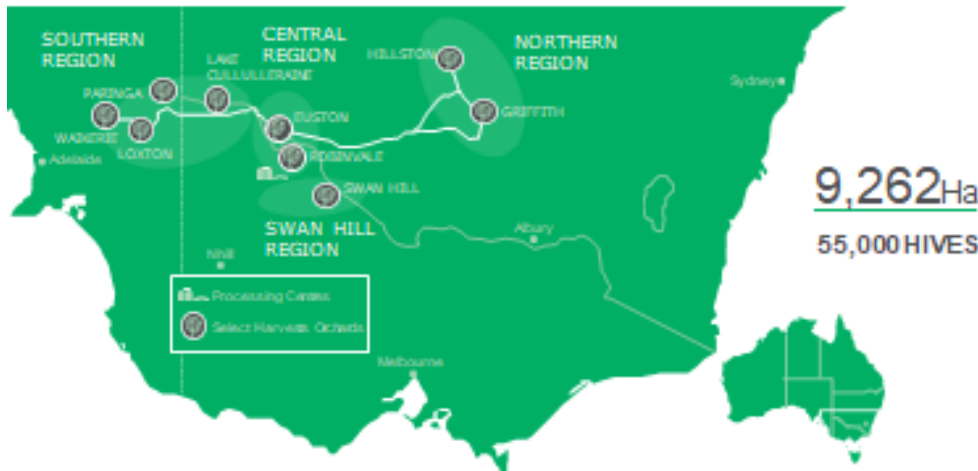 SOUTHERN
REGION
CENTRAL
REGION
NORTHERN
REGION
HILLSTON
LAKE
CULLULLERAINE
PARINGA
Sydney
GRIFFITH
EUSTON
WAIKERIE
LOXTON
ROBINVALE
Adelaide
SWAN HILL
9,262Ha
55,000 HIVES
SWAN HILL
REGION
Albury
Nhill
Processing Centres
Select Harvests Orchards
Melbourne